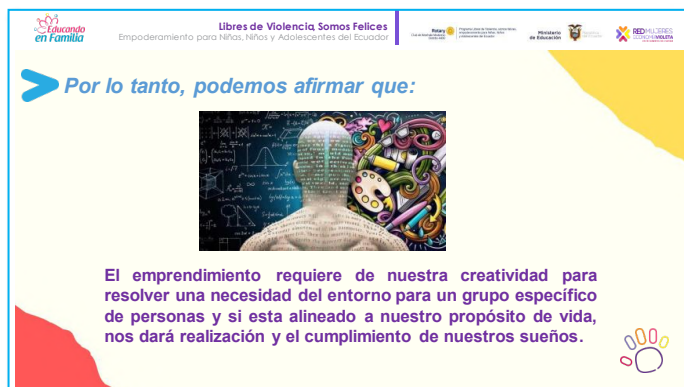 Educando
en Familia
Libres de Violencia, Somos Felices
Empoderamiento para Niñas, Niños y Adolescentes del Ecuador
Rotary
Ministerio
de Educación
RED MUJERES
ECONOMÍA VIOLETA
Por lo tanto, podemos afirmar que:
El emprendimiento requiere de nuestra creatividad para
resolver una necesidad del entorno para un grupo específico
de personas y si esta alineado a nuestro propósito de vida,
nos dará realización y el cumplimiento de nuestros sueños.